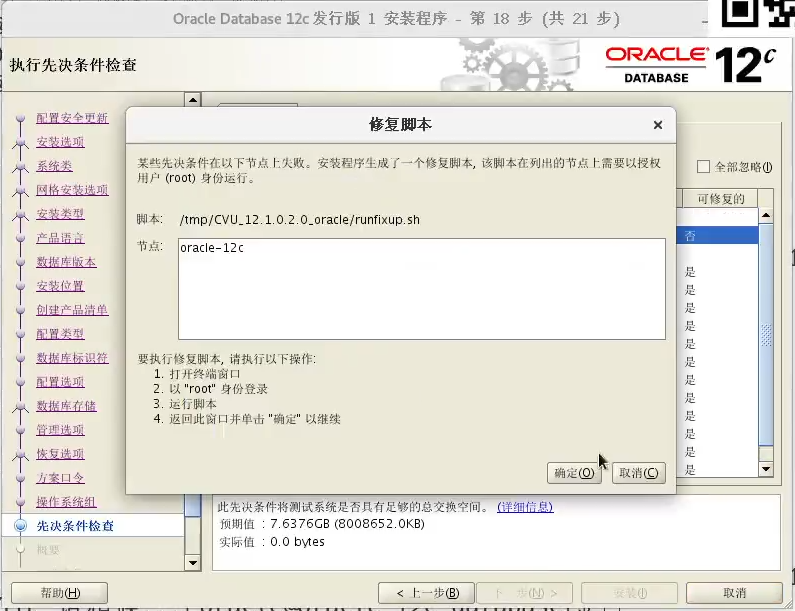 Oracle Database 12c 发行版 1 安装程序 - 第 18 步 (共 21 步)
执行先决条件检查
ORACLE
DATABASE
12c
配置安全更新
安装选项
系统类
网格安装选项
安装类型
产品语言
数据库版本
安装位置
创建产品清单
配置类型
数据库标识符
配置选项
数据库存储
管理选项
恢复选项
方案口令
操作系统组
先决条件检查
概要
全部忽略(I)
可修复的
否
是
是
是
是
是
是
是
是
是
是
是
是
修复脚本
某些先决条件在以下节点上失败。安装程序生成了一个修复脚本, 该脚本在列出的节点上需要以授权
用户 (root) 身份运行。
脚本: /tmp/CVU_12.1.0.2.0_oracle/runfixup.sh
节点: oracle-12c
要执行修复脚本, 请执行以下操作:
1. 打开终端窗口
2. 以 "root" 身份登录
3. 运行脚本
4. 返回此窗口并单击 "确定" 以继续
确定(O) 取消(C)
此先决条件将测试系统是否具有足够的总交换空间。 (详细信息)
预期值 : 7.6376GB (8008652.0KB)
实际值 : 0.0 bytes
帮助(H) < 上一步(B) 下一步(N) > 安装(I) 取消